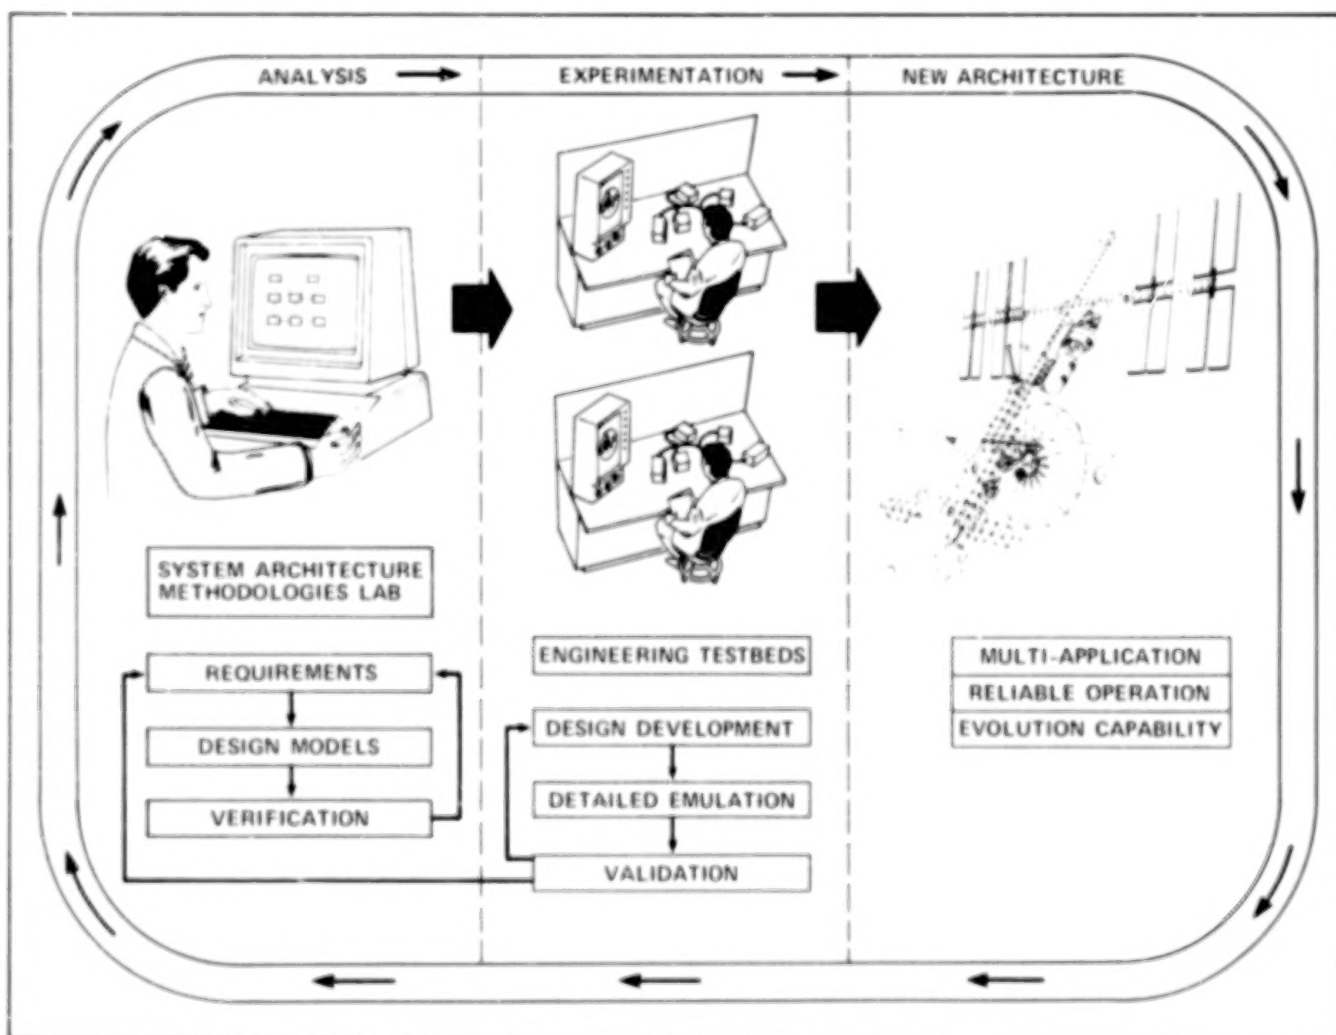 ANALYSIS
EXPERIMENTATION
NEW ARCHITECTURE
SYSTEM ARCHITECTURE
METHODOLOGIES LAB
REQUIREMENTS
DESIGN MODELS
VERIFICATION
ENGINEERING TESTBEDS
DESIGN DEVELOPMENT
DETAILED EMULATION
VALIDATION
MULTI-APPLICATION
RELIABLE OPERATION
EVOLUTION CAPABILITY